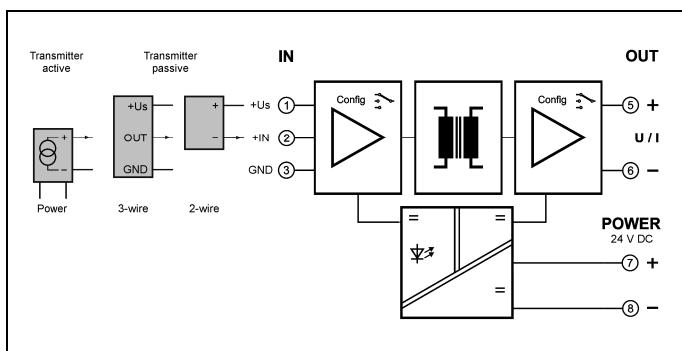 Transmitter
active
Transmitter
passive
IN
OUT
+Us
OUT
GND
+
−
+
−
+Us
+IN
GND
1
2
3
Config
Config
5 +
U / I
6 −
Power
3-wire
2-wire
=
=
=
POWER
24 V DC
7 +
8 −